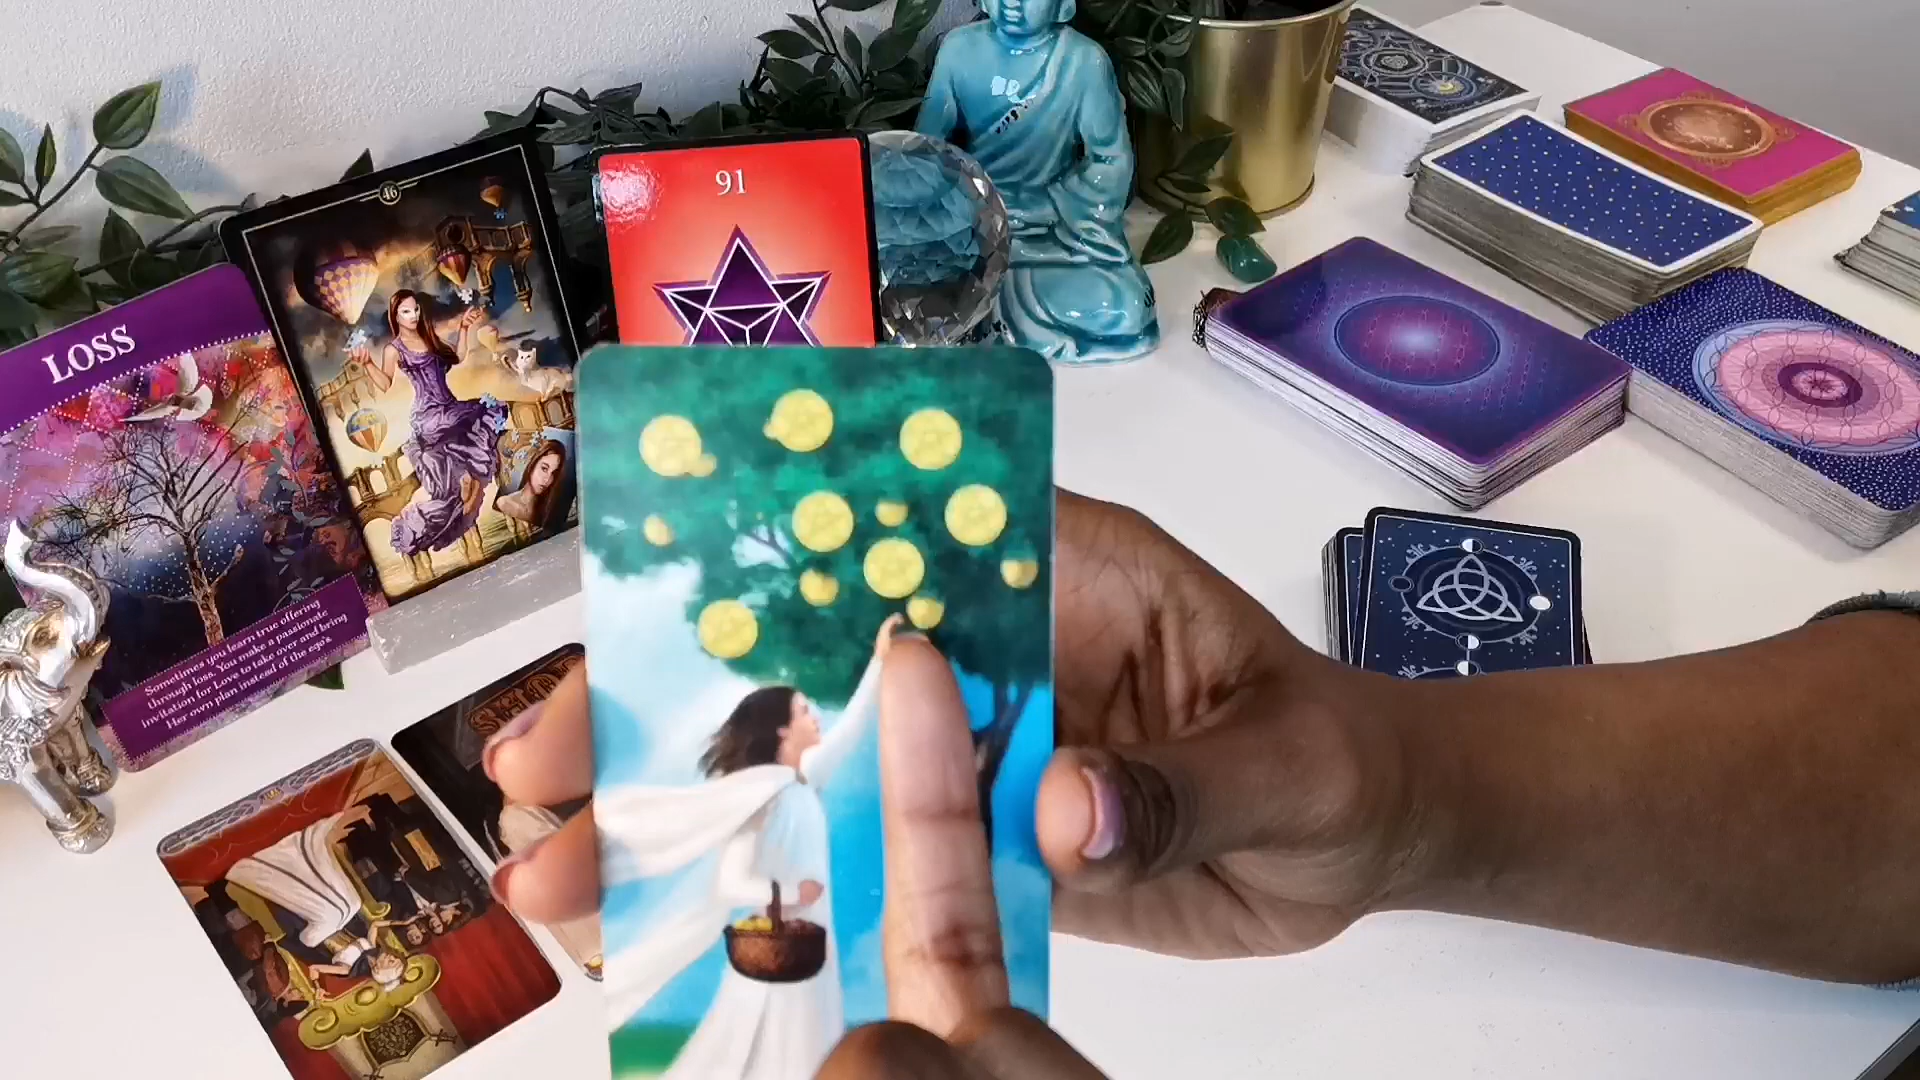 LOSS
Sometimes you learn true offering
through loss. You make a passionate
invitation for Love to take over and bring
Her own plan instead of the ego's
46
91